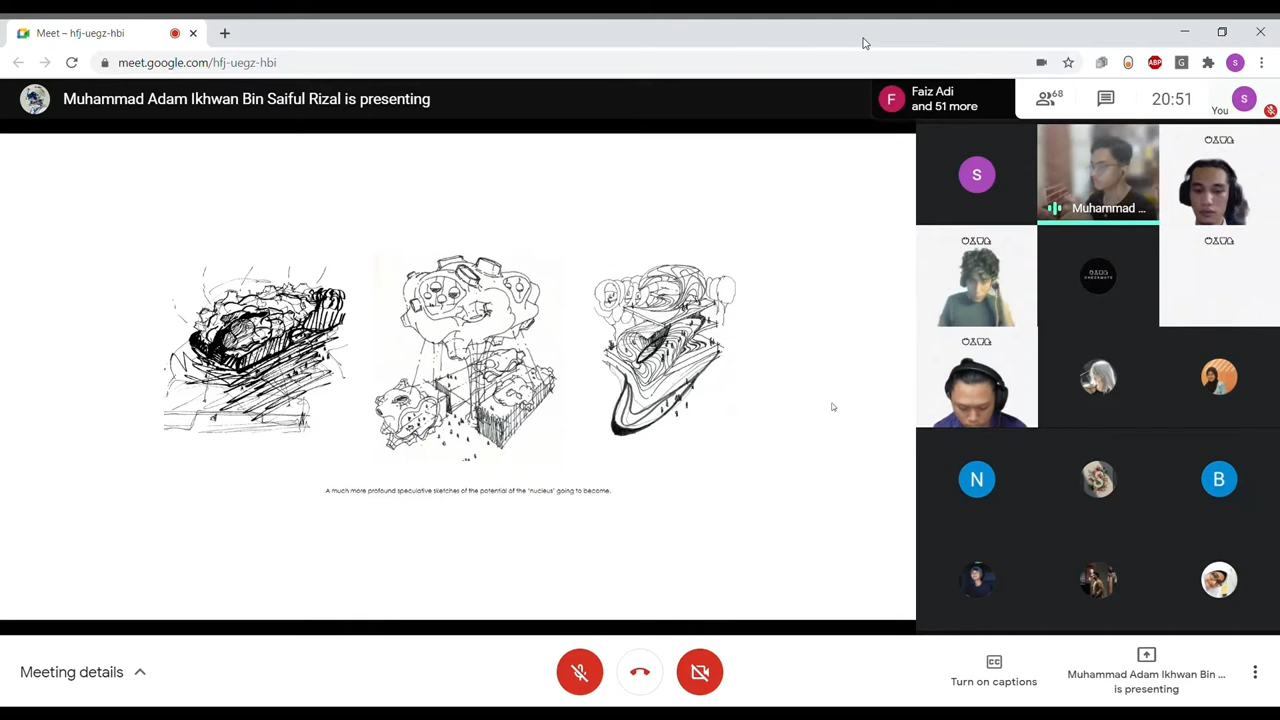 Meet – hfj-uegz-hbi
meet.google.com/hfj-uegz-hbi
ABP
G
S
Muhammad Adam Ikhwan Bin Saiful Rizal is presenting
F
Faiz Adi
and 51 more
68
20:51
You
S
S
Muhammad ...
N
B
A much more profound speculative sketches of the potential of the 'nucleus' going to become.
Meeting details
CC
Turn on captions
Muhammad Adam Ikhwan Bin ...
is presenting